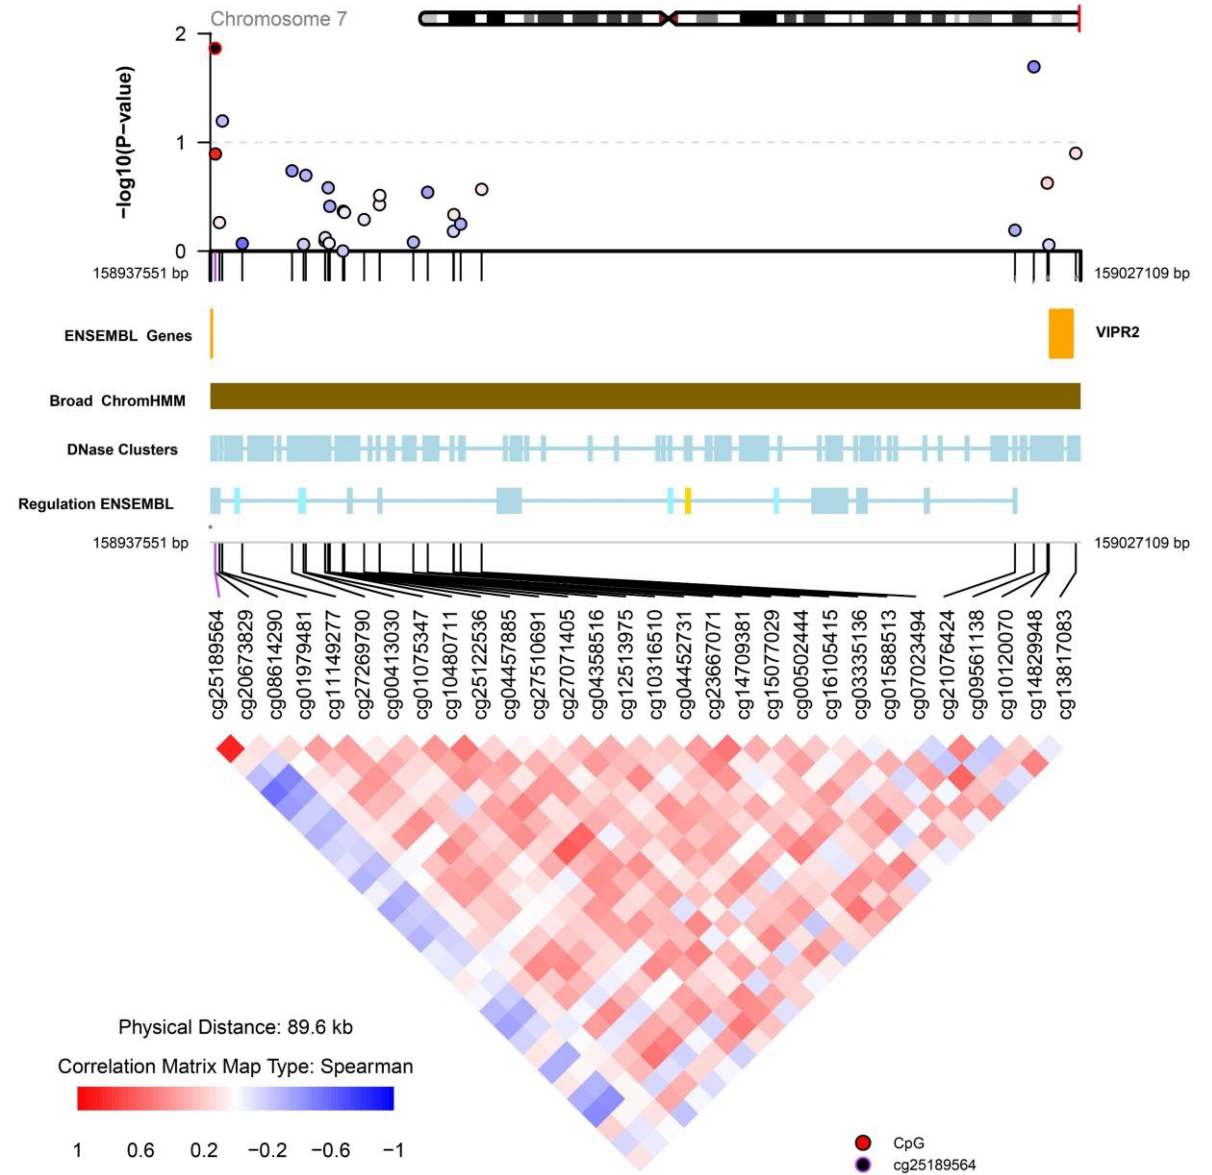 Chromosome 7
2
1
0
−log10(P−value)
158937551 bp
159027109 bp
ENSEMBL Genes
VIPR2
Broad ChromHMM
DNase Clusters
Regulation ENSEMBL
158937551 bp
159027109 bp
cg25189564
cg20673829
cg08614290
cg01979481
cg11149277
cg27269790
cg00413030
cg01075347
cg10480711
cg25122536
cg04457885
cg27510691
cg27071405
cg04358516
cg12513975
cg10316510
cg04452731
cg23667071
cg14709381
cg15077029
cg00502444
cg16105415
cg03335136
cg01588513
cg07023494
cg21076424
cg09561138
cg10120070
cg14829948
cg13817083
Physical Distance: 89.6 kb
Correlation Matrix Map Type: Spearman
1 0.6 0.2 −0.2 −0.6 −1
CpG
cg25189564